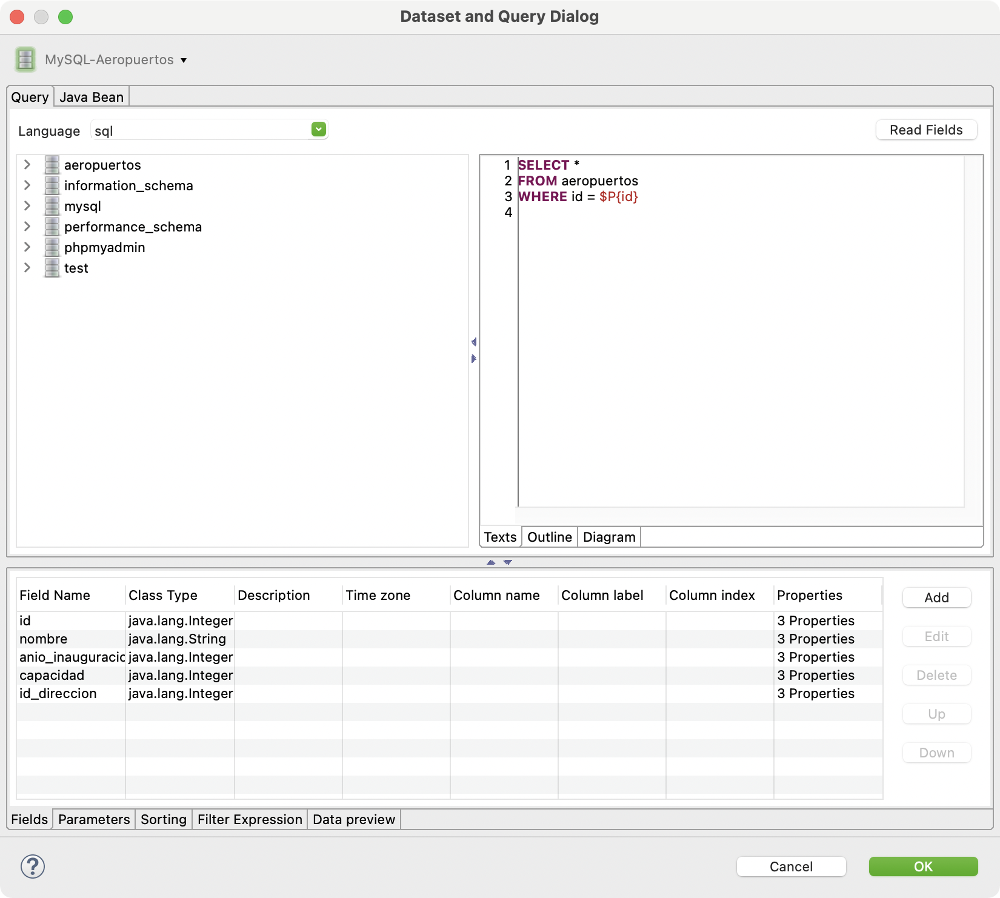 Dataset and Query Dialog
MySQL-Aeropuertos
Query Java Bean
Language sql
Read Fields
aeropuertos
information_schema
mysql
performance_schema
phpmyadmin
test
1 SELECT *
2 FROM aeropuertos
3 WHERE id = $P{id}
4
Texts Outline Diagram
Field Name Class Type Description Time zone Column name Column label Column index Properties
id java.lang.Integer 3 Properties
nombre java.lang.String 3 Properties
anio_inauguracic java.lang.Integer 3 Properties
capacidad java.lang.Integer 3 Properties
id_direccion java.lang.Integer 3 Properties
Add
Edit
Delete
Up
Down
Fields Parameters Sorting Filter Expression Data preview
?
Cancel OK